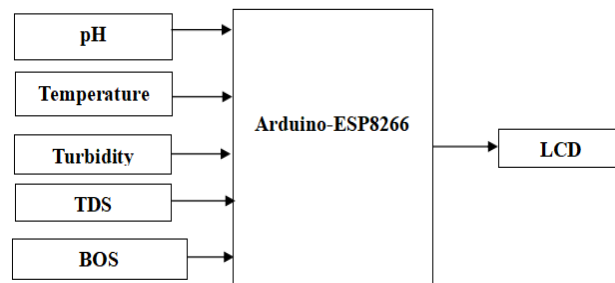 pH
Temperature
Turbidity
TDS
BOS
Arduino-ESP8266
LCD